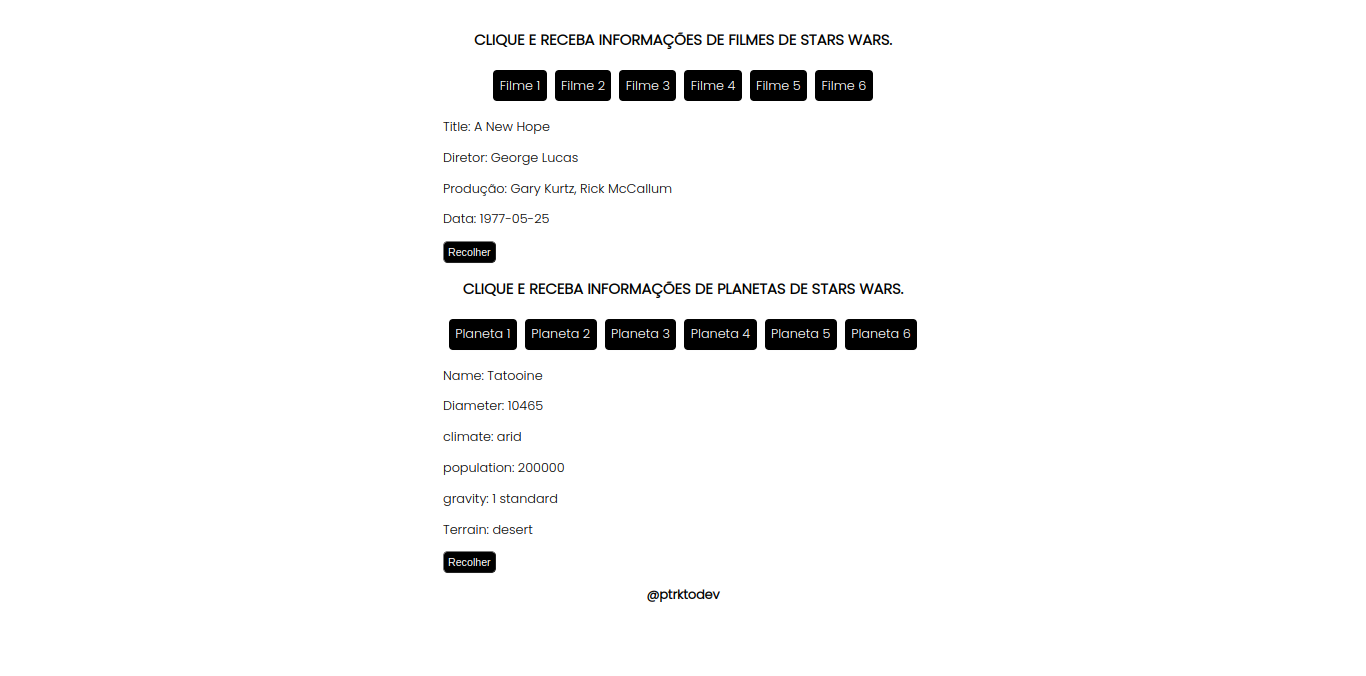 CLIQUE E RECEBA INFORMAÇÕES DE FILMES DE STARS WARS.
Filme 1 Filme 2 Filme 3 Filme 4 Filme 5 Filme 6
Title: A New Hope
Diretor: George Lucas
Produção: Gary Kurtz, Rick McCallum
Data: 1977-05-25
Recolher
CLIQUE E RECEBA INFORMAÇÕES DE PLANETAS DE STARS WARS.
Planeta 1 Planeta 2 Planeta 3 Planeta 4 Planeta 5 Planeta 6
Name: Tatooine
Diameter: 10465
climate: arid
population: 200000
gravity: 1 standard
Terrain: desert
Recolher
@ptrktodev